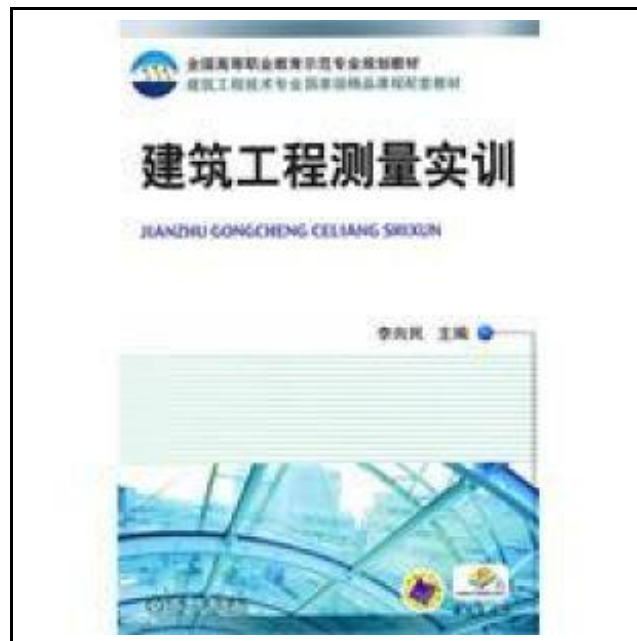 全国高等职业教育示范专业规划教材
建筑工程技术专业国家级精品课程配套教材
建筑工程测量实训
JIANZHU GONGCHENG CELIANG SHIXUN
李向民 主编